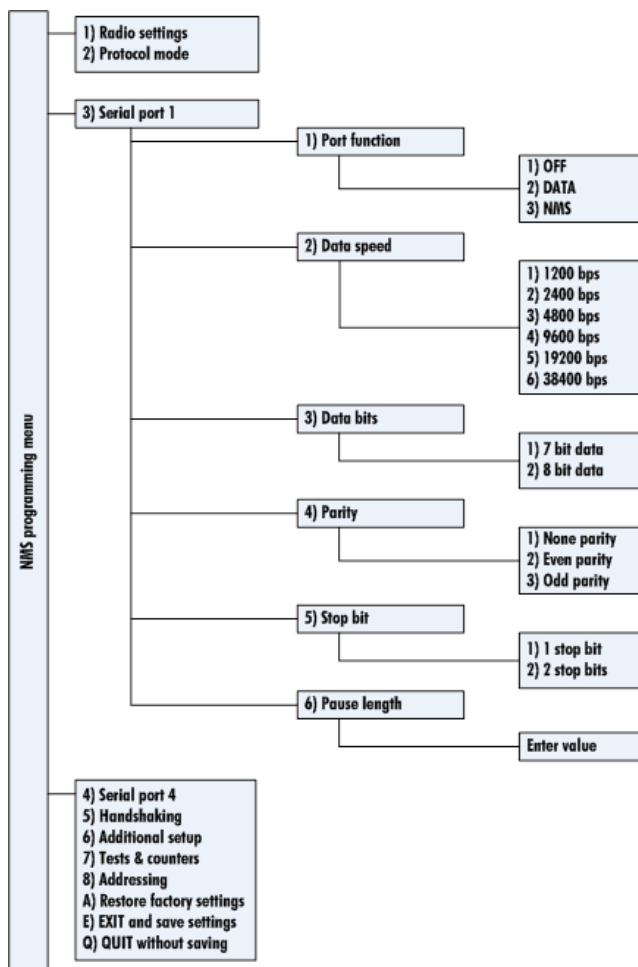 NMS programming menu
1) Radio settings
2) Protocol mode
3) Serial port 1
1) Port function
1) OFF
2) DATA
3) NMS
2) Data speed
1) 1200 bps
2) 2400 bps
3) 4800 bps
4) 9600 bps
5) 19200 bps
6) 38400 bps
3) Data bits
1) 7 bit data
2) 8 bit data
4) Parity
1) None parity
2) Even parity
3) Odd parity
5) Stop bit
1) 1 stop bit
2) 2 stop bits
6) Pause length
Enter value
4) Serial port 4
5) Handshaking
6) Additional setup
7) Tests & counters
8) Addressing
A) Restore factory settings
E) EXIT and save settings
Q) QUIT without saving